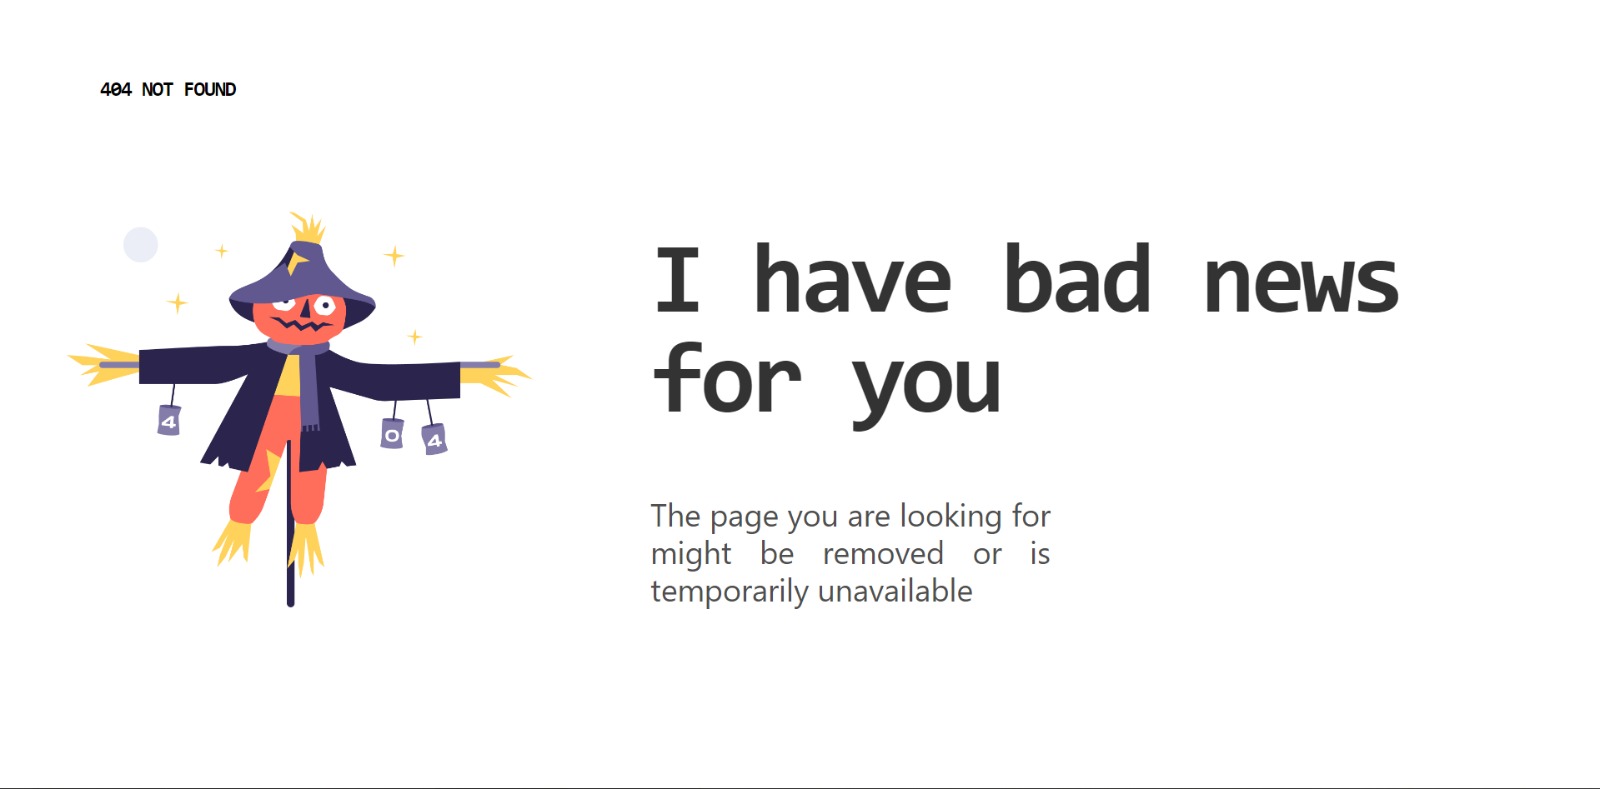 404 NOT FOUND
I have bad news
for you
The page you are looking for
might be removed or is
temporarily unavailable
4
0
4